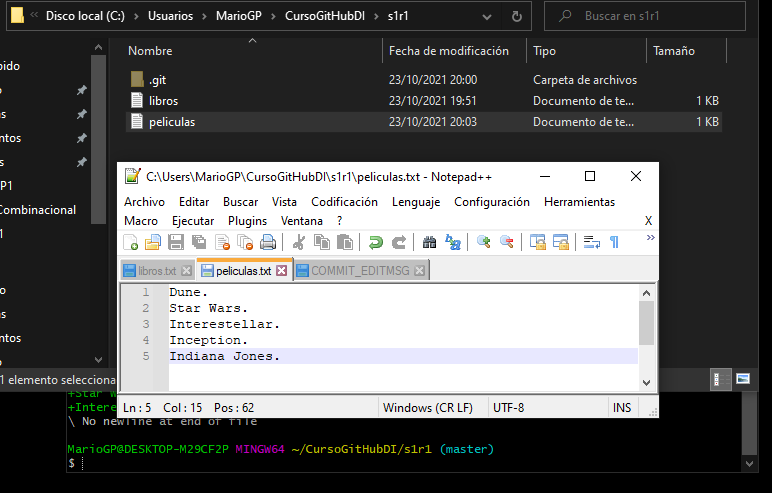 Disco local (C:) > Usuarios > MarioGP > CursoGitHubDI > s1r1
Buscar en s1r1
Nombre Fecha de modificación Tipo Tamaño
.git 23/10/2021 20:00 Carpeta de archivos
libros 23/10/2021 19:51 Documento de te... 1 KB
peliculas 23/10/2021 20:03 Documento de te... 1 KB
pido
ntos
P1
Combinacional
1
o
ntos
1 elemento selecciona
C:\Users\MarioGP\CursoGitHubDI\s1r1\peliculas.txt - Notepad++
Archivo Editar Buscar Vista Codificación Lenguaje Configuración Herramientas
Macro Ejecutar Plugins Ventana ? X
libros.txt peliculas.txt COMMIT_EDITMSG
1 Dune.
2 Star Wars.
3 Interestellar.
4 Inception.
5 Indiana Jones.
Ln : 5 Col : 15 Pos : 62 Windows (CR LF) UTF-8 INS
+Star W
+Intere
\ No newline at end of file
MarioGP@DESKTOP-M29CF2P MINGW64 ~/CursoGitHubDI/s1r1 (master)
$